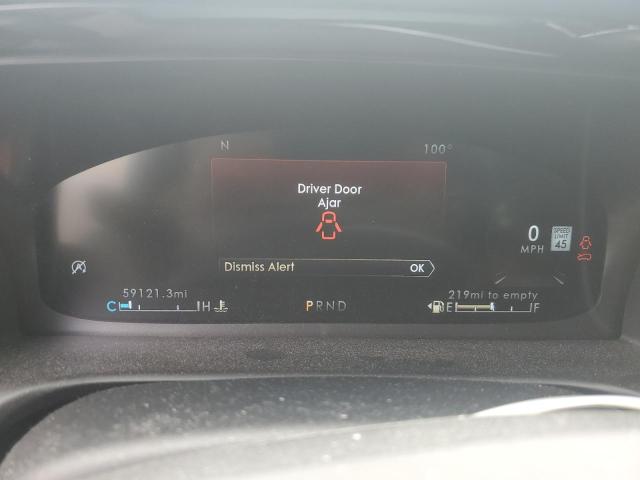 N 100°
Driver Door
Ajar
0
MPH
SPEED
LIMIT
45
Dismiss Alert OK
59121.3mi
219mi to empty
C H
PRND
E F